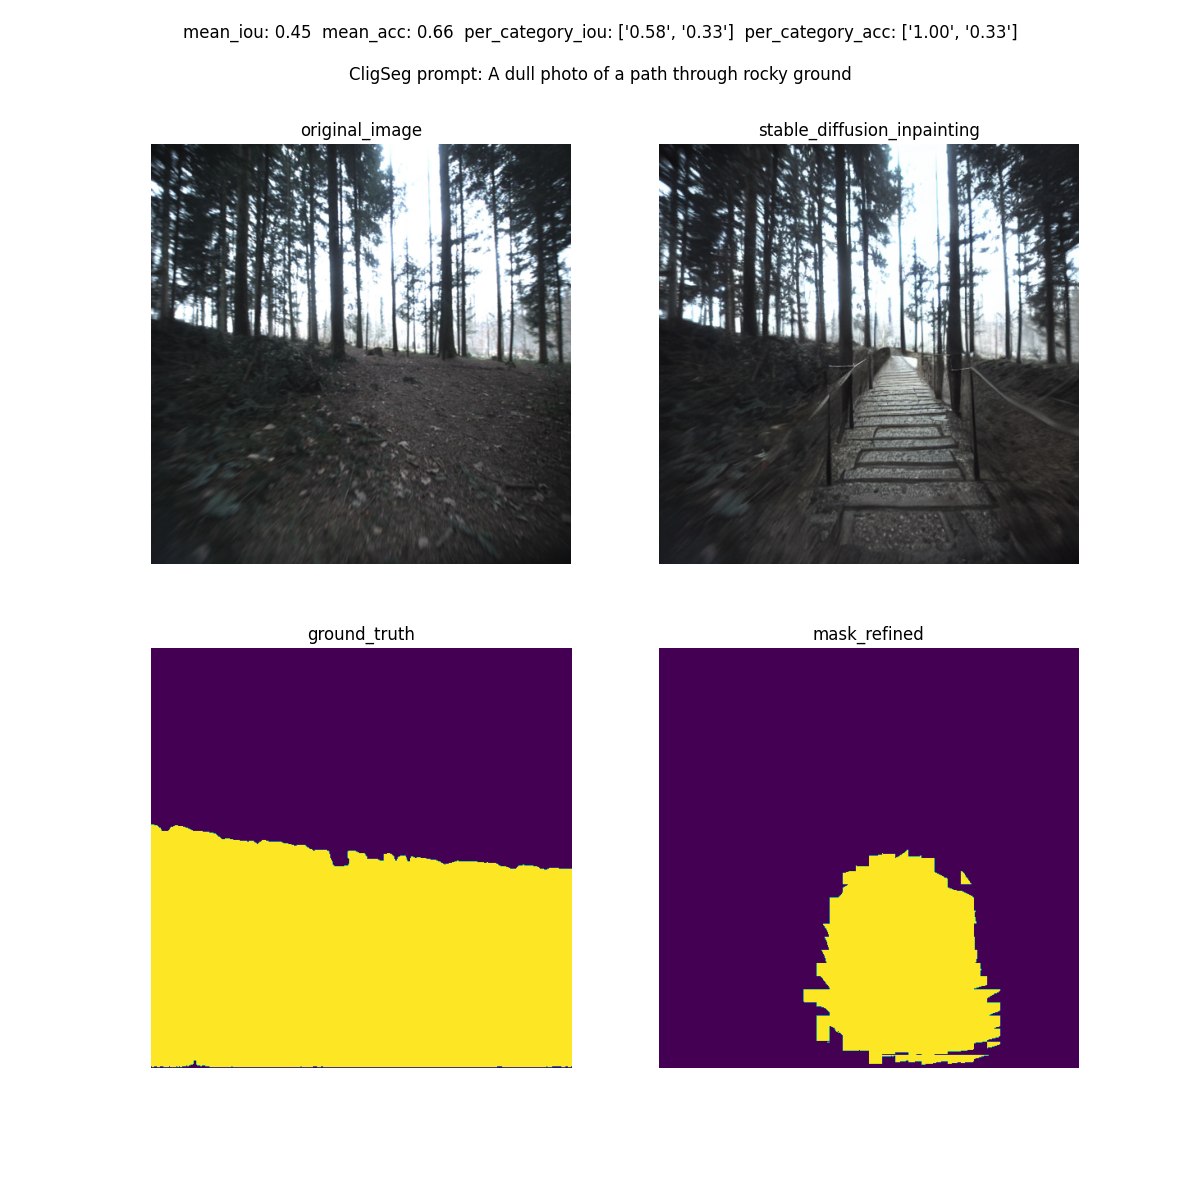 mean_iou: 0.45  mean_acc: 0.66  per_category_iou: ['0.58', '0.33']  per_category_acc: ['1.00', '0.33']
CligSeg prompt: A dull photo of a path through rocky ground
original_image
stable_diffusion_inpainting
ground_truth
mask_refined